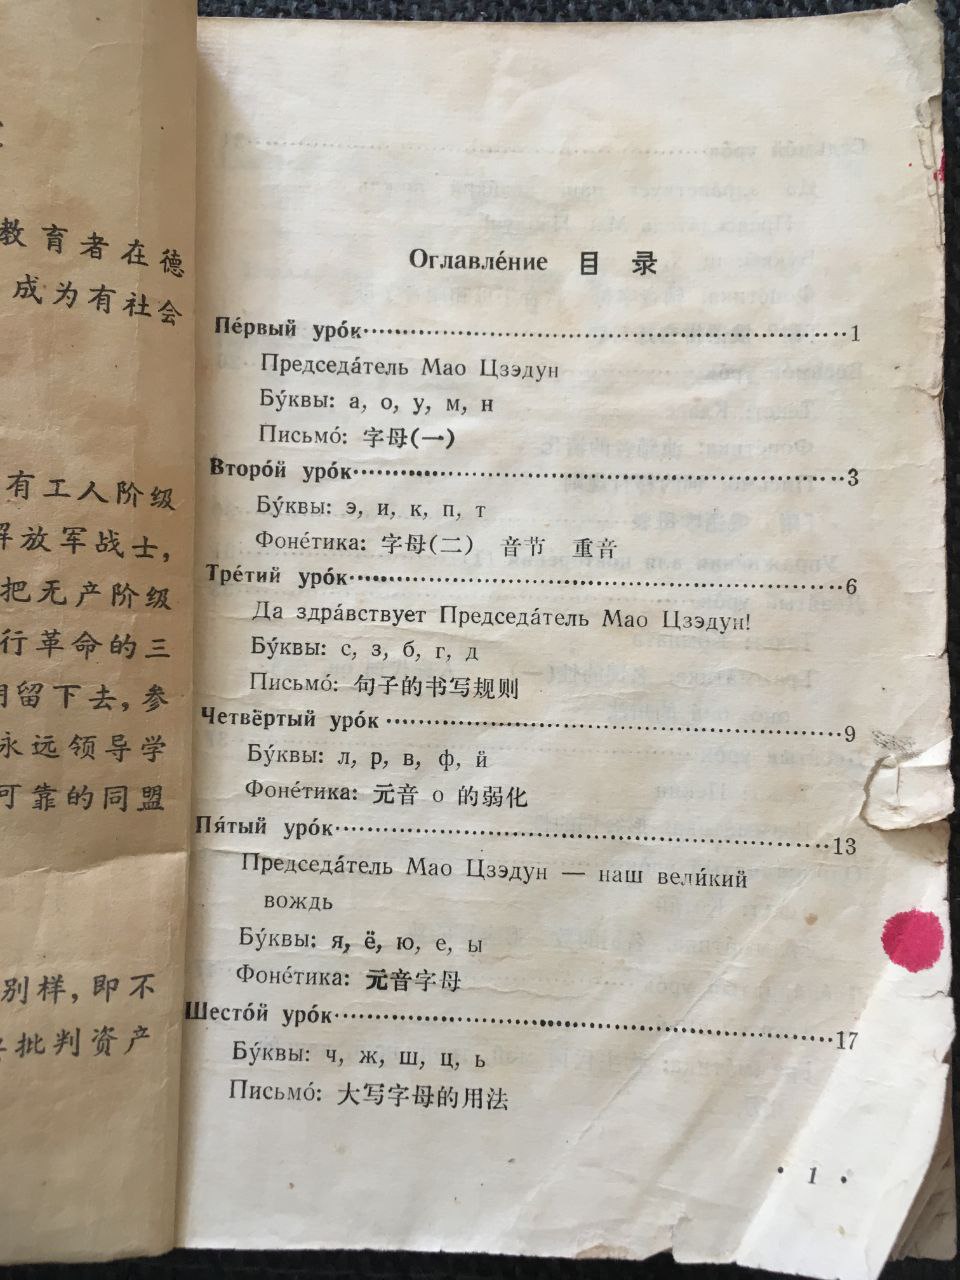 教育者在德
成为有社会
有工人阶级
解放军战士,
把无产阶级
行革命的三
留下去, 参
永远领导学
可靠的同盟
别样, 即不
批判资产
Оглавле́ние 目 录
Пе́рвый уро́к 1
Председа́тель Мао Цзэдун
Бу́квы: а, о, у, м, н
Письмо́: 字母(一)
Второ́й уро́к 3
Бу́квы: э, и, к, п, т
Фоне́тика: 字母(二) 音节 重音
Тре́тий уро́к 6
Да здра́вствует Председа́тель Мао Цзэдун!
Бу́квы: с, з, б, г, д
Письмо́: 句子的书写规则
Четвёртый уро́к 9
Бу́квы: л, р, в, ф, й
Фоне́тика: 元音 о 的弱化
Пя́тый уро́к 13
Председа́тель Мао Цзэдун — наш вели́кий
вождь
Бу́квы: я, ё, ю, е, ы
Фоне́тика: 元音字母
Шесто́й уро́к 17
Бу́квы: ч, ж, ш, ц, ь
Письмо́: 大写字母的用法
· 1 ·